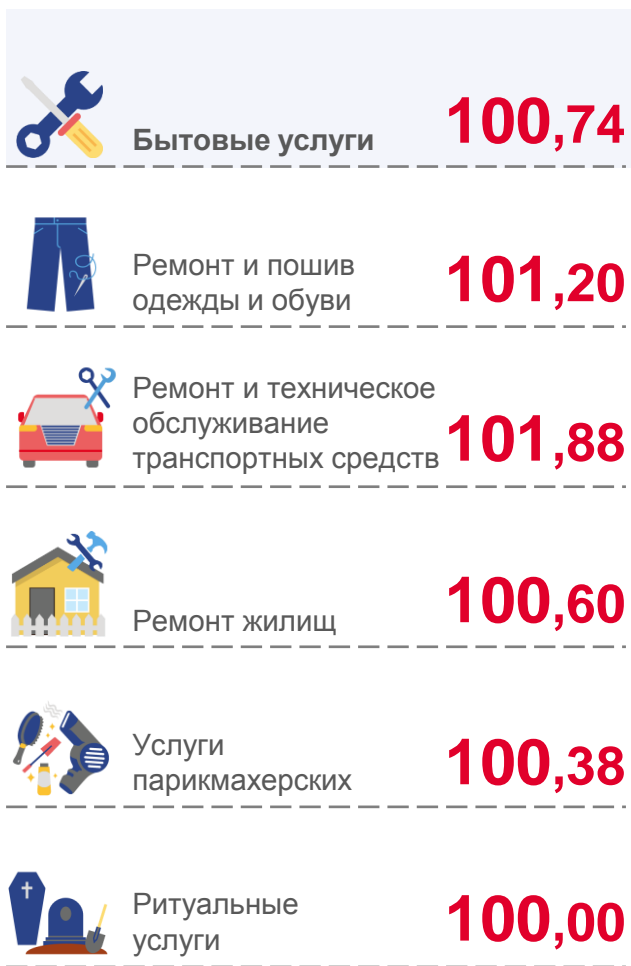 Бытовые услуги 100,74
Ремонт и пошив
одежды и обуви 101,20
Ремонт и техническое
обслуживание
транспортных средств 101,88
Ремонт жилищ 100,60
Услуги
парикмахерских 100,38
Ритуальные
услуги 100,00